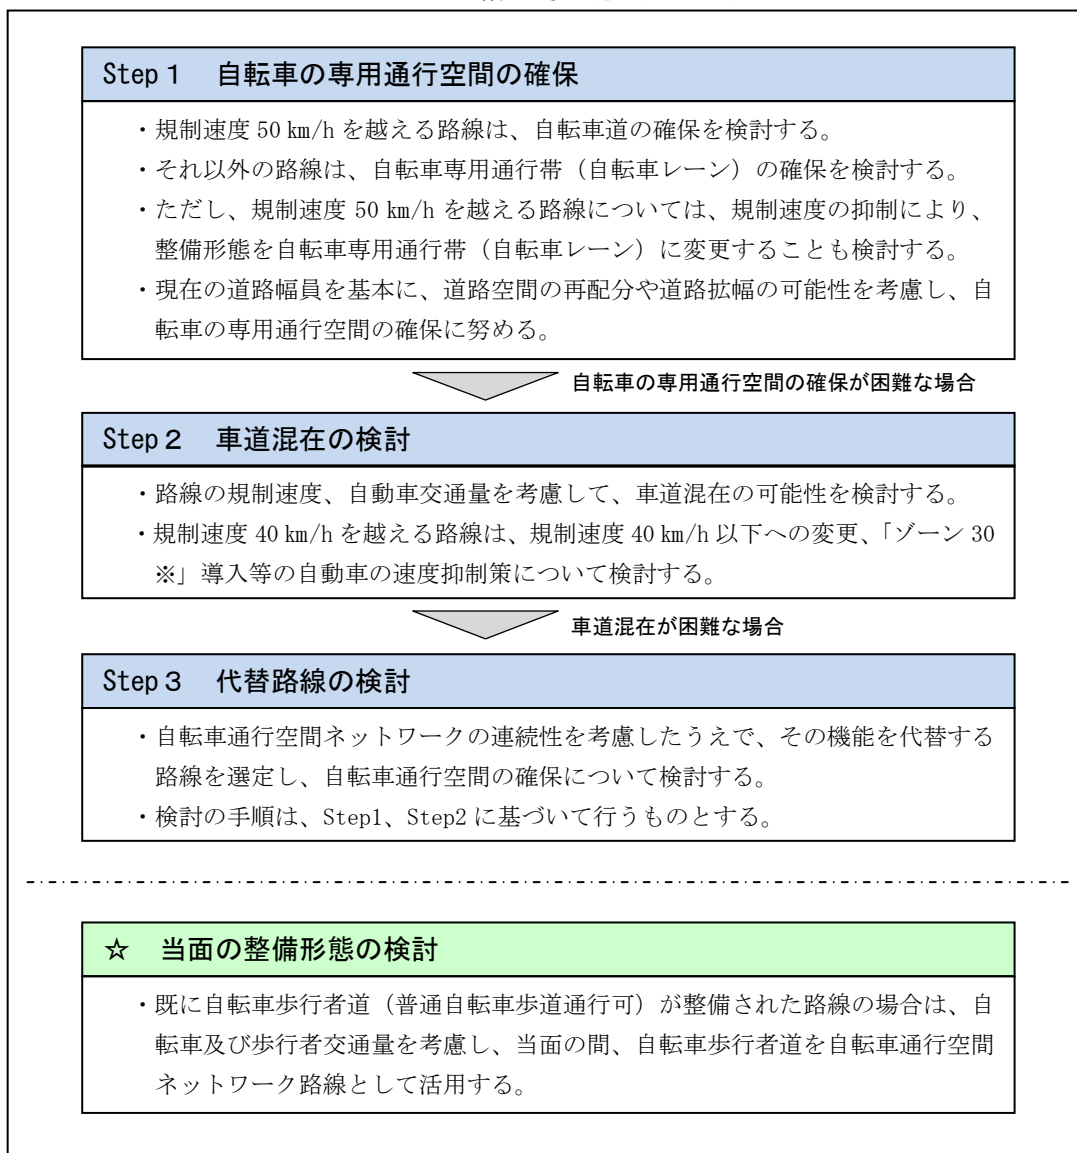 Step 1　自転車の専用通行空間の確保
・規制速度 50 km/h を越える路線は、自転車道の確保を検討する。
・それ以外の路線は、自転車専用通行帯（自転車レーン）の確保を検討する。
・ただし、規制速度 50 km/h を越える路線については、規制速度の抑制により、
整備形態を自転車専用通行帯（自転車レーン）に変更することも検討する。
・現在の道路幅員を基本に、道路空間の再配分や道路拡幅の可能性を考慮し、自
転車の専用通行空間の確保に努める。
自転車の専用通行空間の確保が困難な場合
Step２　車道混在の検討
・路線の規制速度、自動車交通量を考慮して、車道混在の可能性を検討する。
・規制速度 40 km/h を越える路線は、規制速度 40 km/h 以下への変更、「ゾーン 30
※」導入等の自動車の速度抑制策について検討する。
車道混在が困難な場合
Step３　代替路線の検討
・自転車通行空間ネットワークの連続性を考慮したうえで、その機能を代替する
路線を選定し、自転車通行空間の確保について検討する。
・検討の手順は、Step1、Step2 に基づいて行うものとする。
☆　当面の整備形態の検討
・既に自転車歩行者道（普通自転車歩道通行可）が整備された路線の場合は、自
転車及び歩行者交通量を考慮し、当面の間、自転車歩行者道を自転車通行空間
ネットワーク路線として活用する。